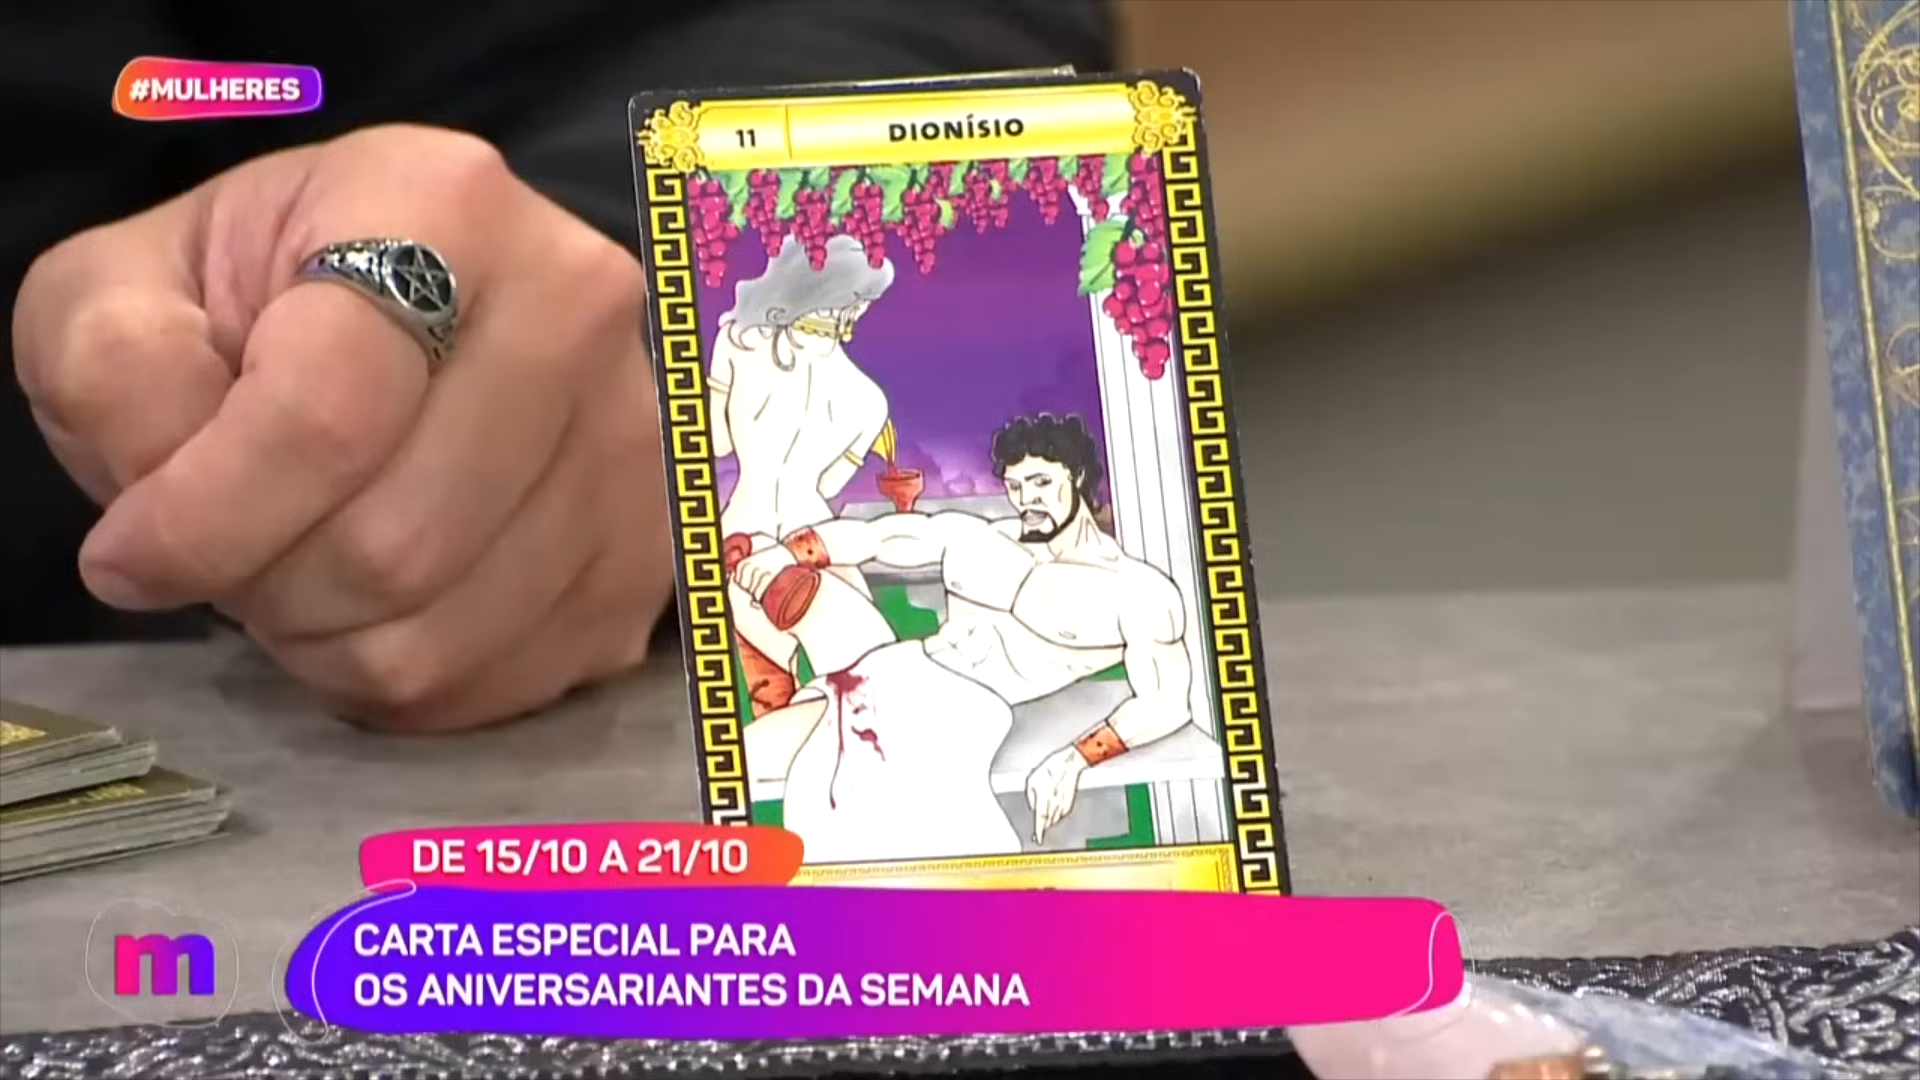 #MULHERES
11 DIONÍSIO
DE 15/10 A 21/10
CARTA ESPECIAL PARA
OS ANIVERSARIANTES DA SEMANA
m